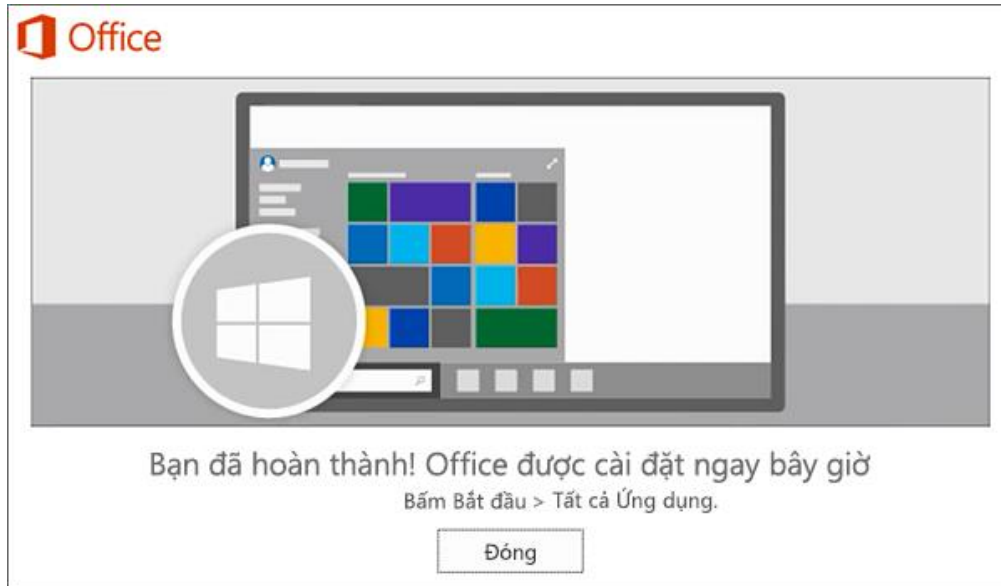 Office
Bạn đã hoàn thành! Office được cài đặt ngay bây giờ
Bấm Bắt đầu > Tất cả Ứng dụng.
Đóng